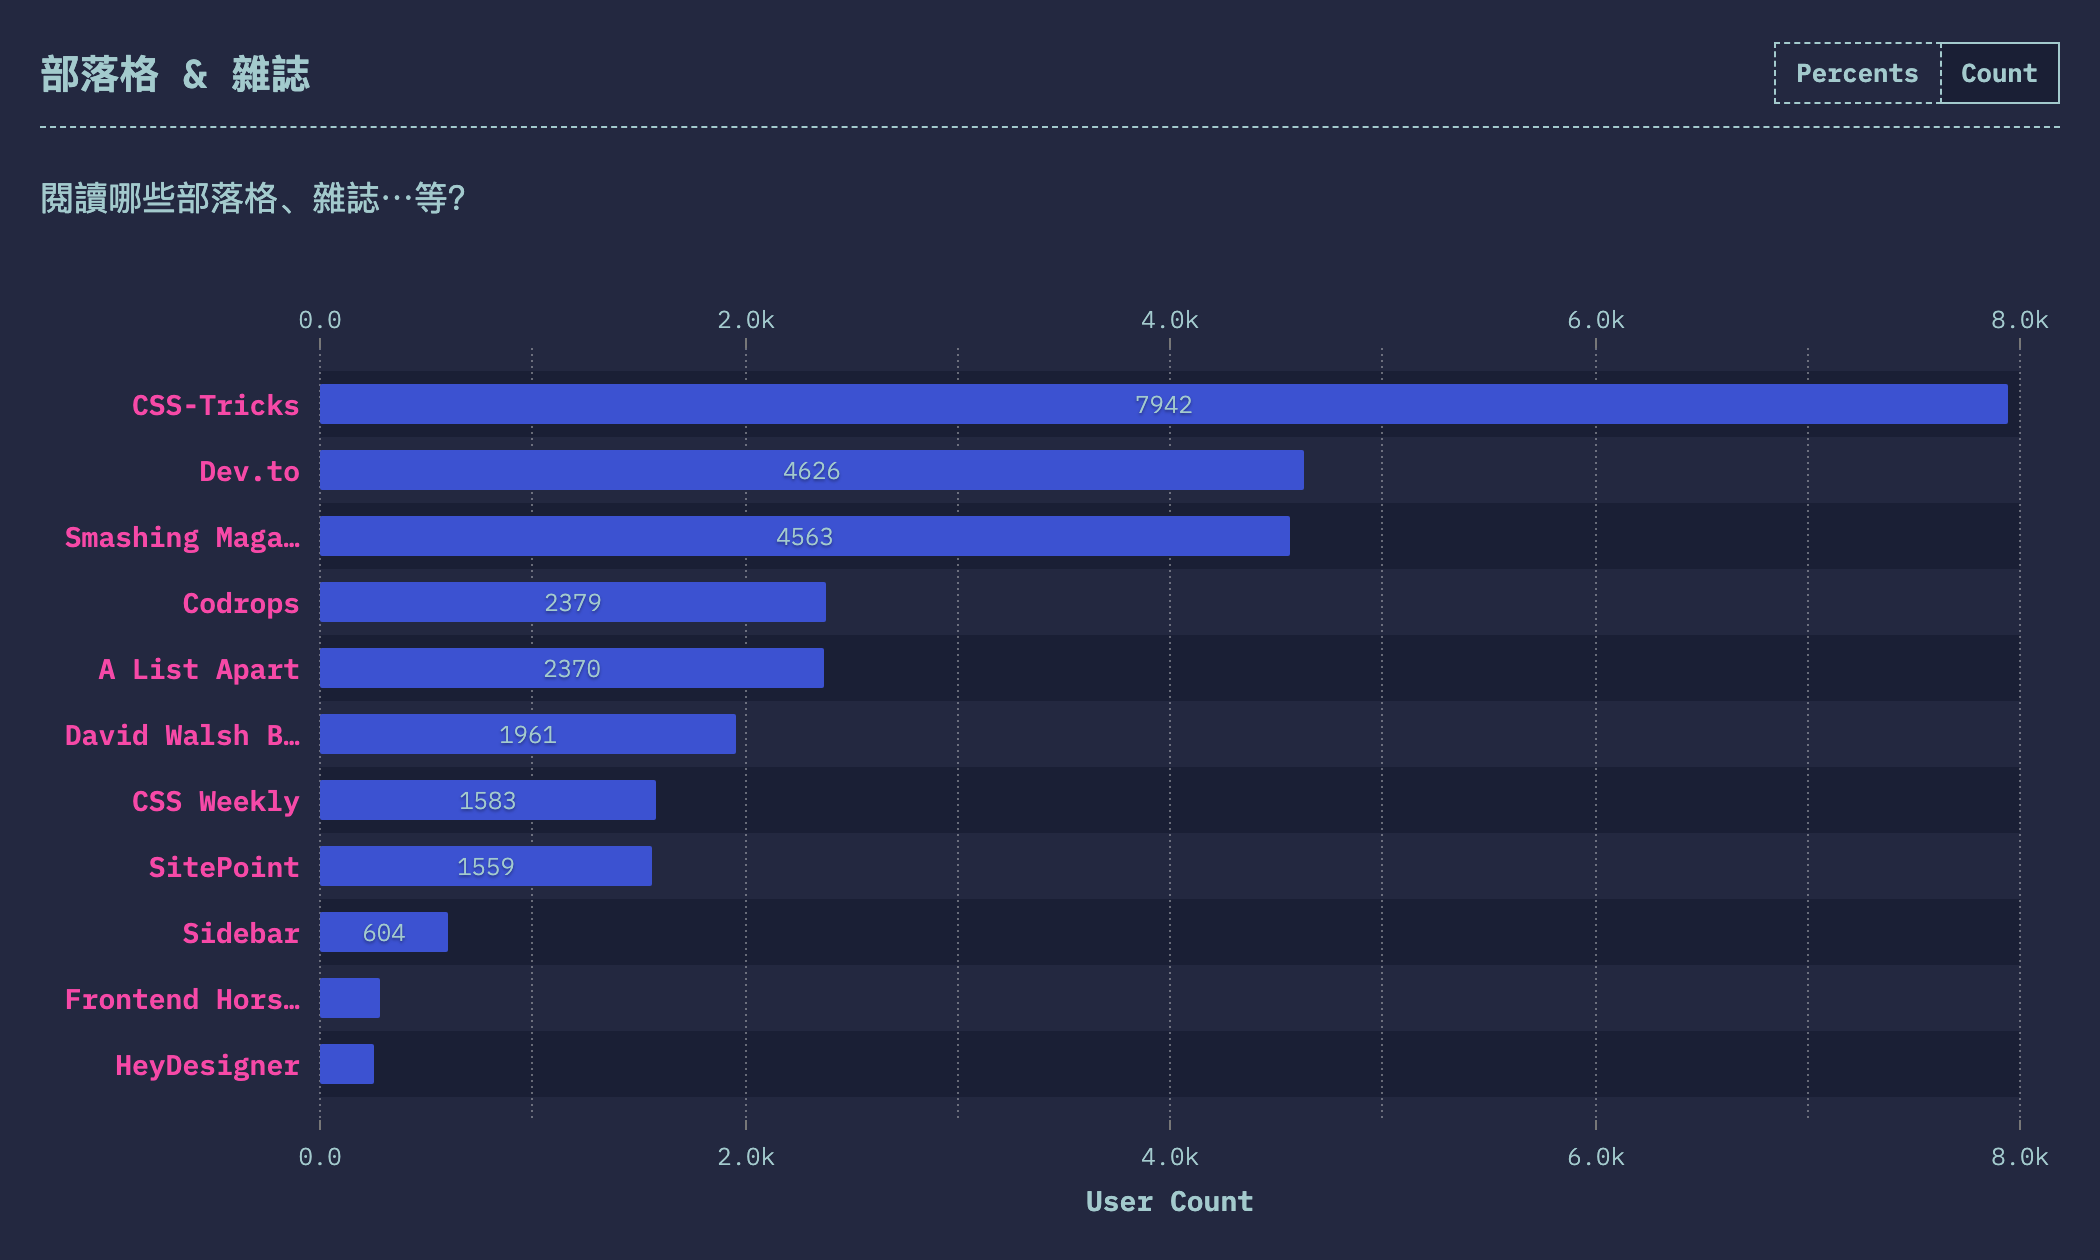 部落格 & 雜誌
Percents Count
閱讀哪些部落格、雜誌…等?
0.0 2.0k 4.0k 6.0k 8.0k
CSS-Tricks 7942
Dev.to 4626
Smashing Maga… 4563
Codrops 2379
A List Apart 2370
David Walsh B… 1961
CSS Weekly 1583
SitePoint 1559
Sidebar 604
Frontend Hors…
HeyDesigner
0.0 2.0k 4.0k 6.0k 8.0k
User Count